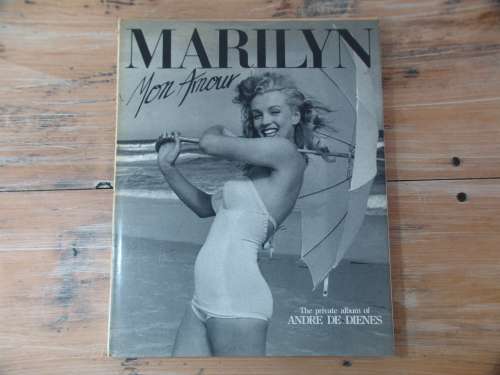 MARILYN
Mon Amour
The private album of
ANDRE DE DIENES